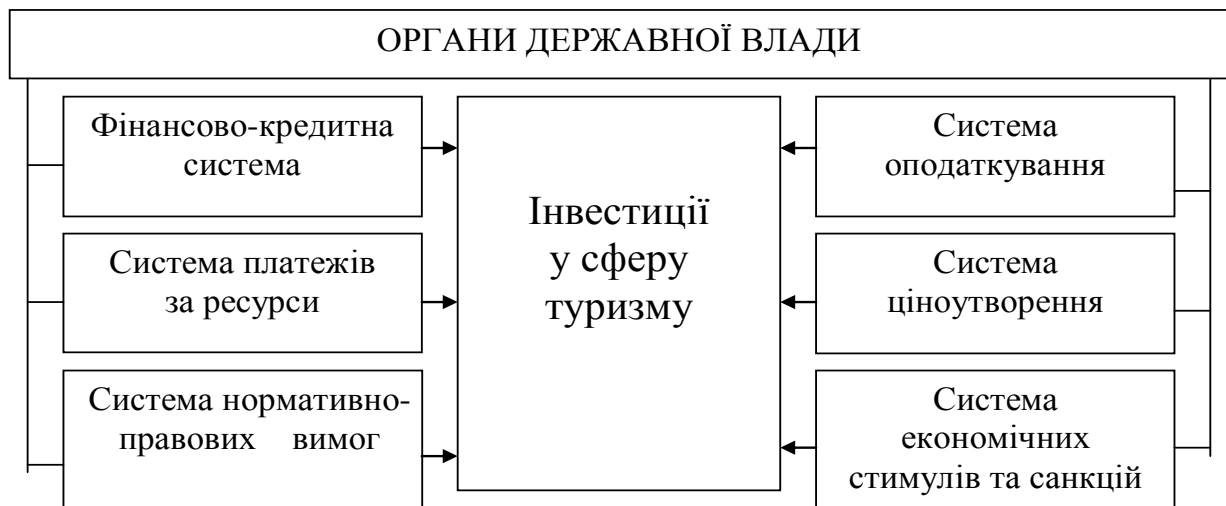 ОРГАНИ ДЕРЖАВНОЇ ВЛАДИ
Фінансово-кредитна
система
Система платежів
за ресурси
Система нормативно-
правових вимог
Інвестиції
у сферу
туризму
Система
оподаткування
Система
ціноутворення
Система
економічних
стимулів та санкцій